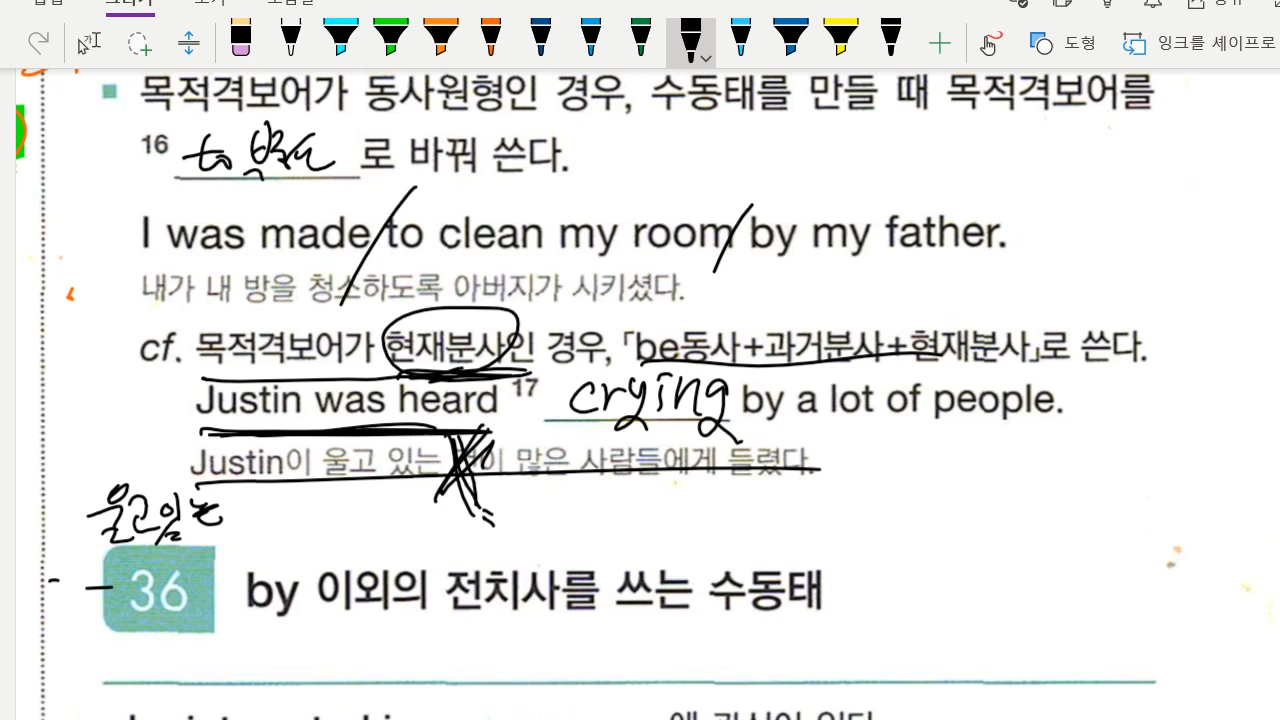 도형
잉크를 셰이프로
목적격보어가 동사원형인 경우, 수동태를 만들 때 목적격보어를
16 to 부정사 로 바꿔 쓴다.
I was made to clean my room by my father.
내가 내 방을 청소하도록 아버지가 시키셨다.
cf. 목적격보어가 현재분사인 경우, 「be동사+과거분사+현재분사」로 쓴다.
Justin was heard 17 crying by a lot of people.
Justin이 울고 있는 것이 많은 사람들에게 들렸다.
울고있는
36 by 이외의 전치사를 쓰는 수동태